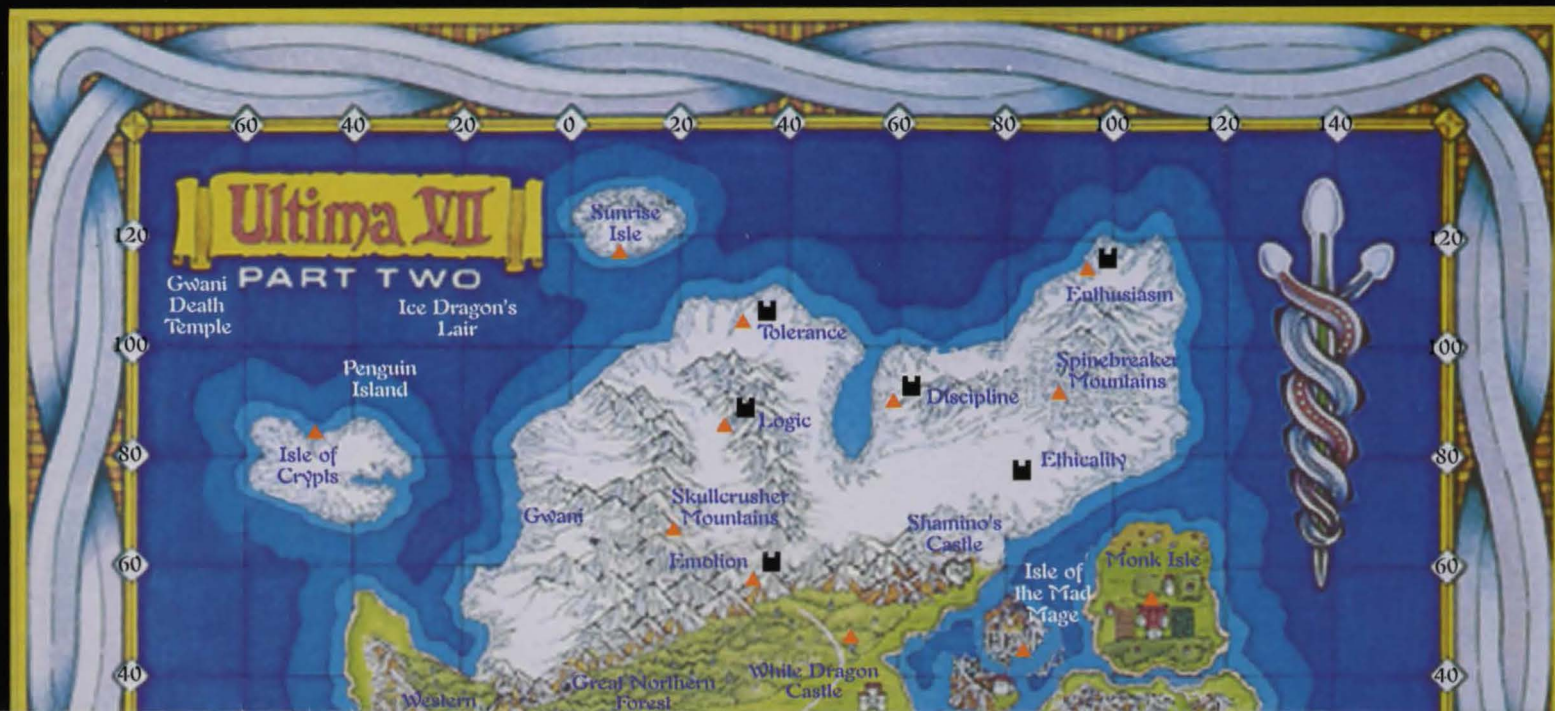 60 40 20 0 20 40 60 80 100 120 140
Ultima VII
PART TWO
Sunrise
Isle
120
120
Gwani
Death
Temple
Ice Dragon's
Lair
Enthusiasm
Tolerance
100
100
Penguin
Island
Spinebreaker
Mountains
Discipline
Logic
80
80
Isle of
Crypts
Ethicality
Skullcrusher
Mountains
Gwani
Shamino's
Castle
Emotion
60
60
Monk Isle
Isle of
the Mad
Mage
40
40
White Dragon
Castle
Great Northern
Forest
Western